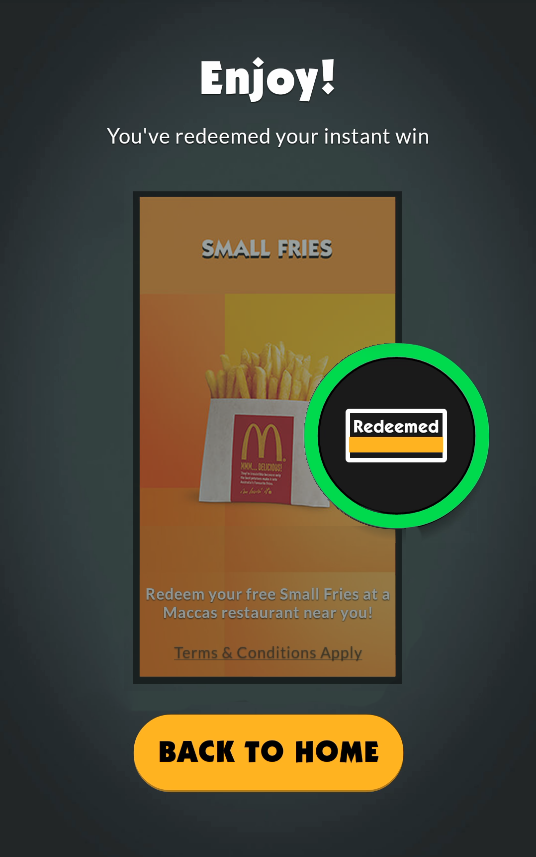 Enjoy!
You've redeemed your instant win
SMALL FRIES
MMM... DELICIOUS!
Redeemed
Redeem your free Small Fries at a
Maccas restaurant near you!
Terms & Conditions Apply
BACK TO HOME